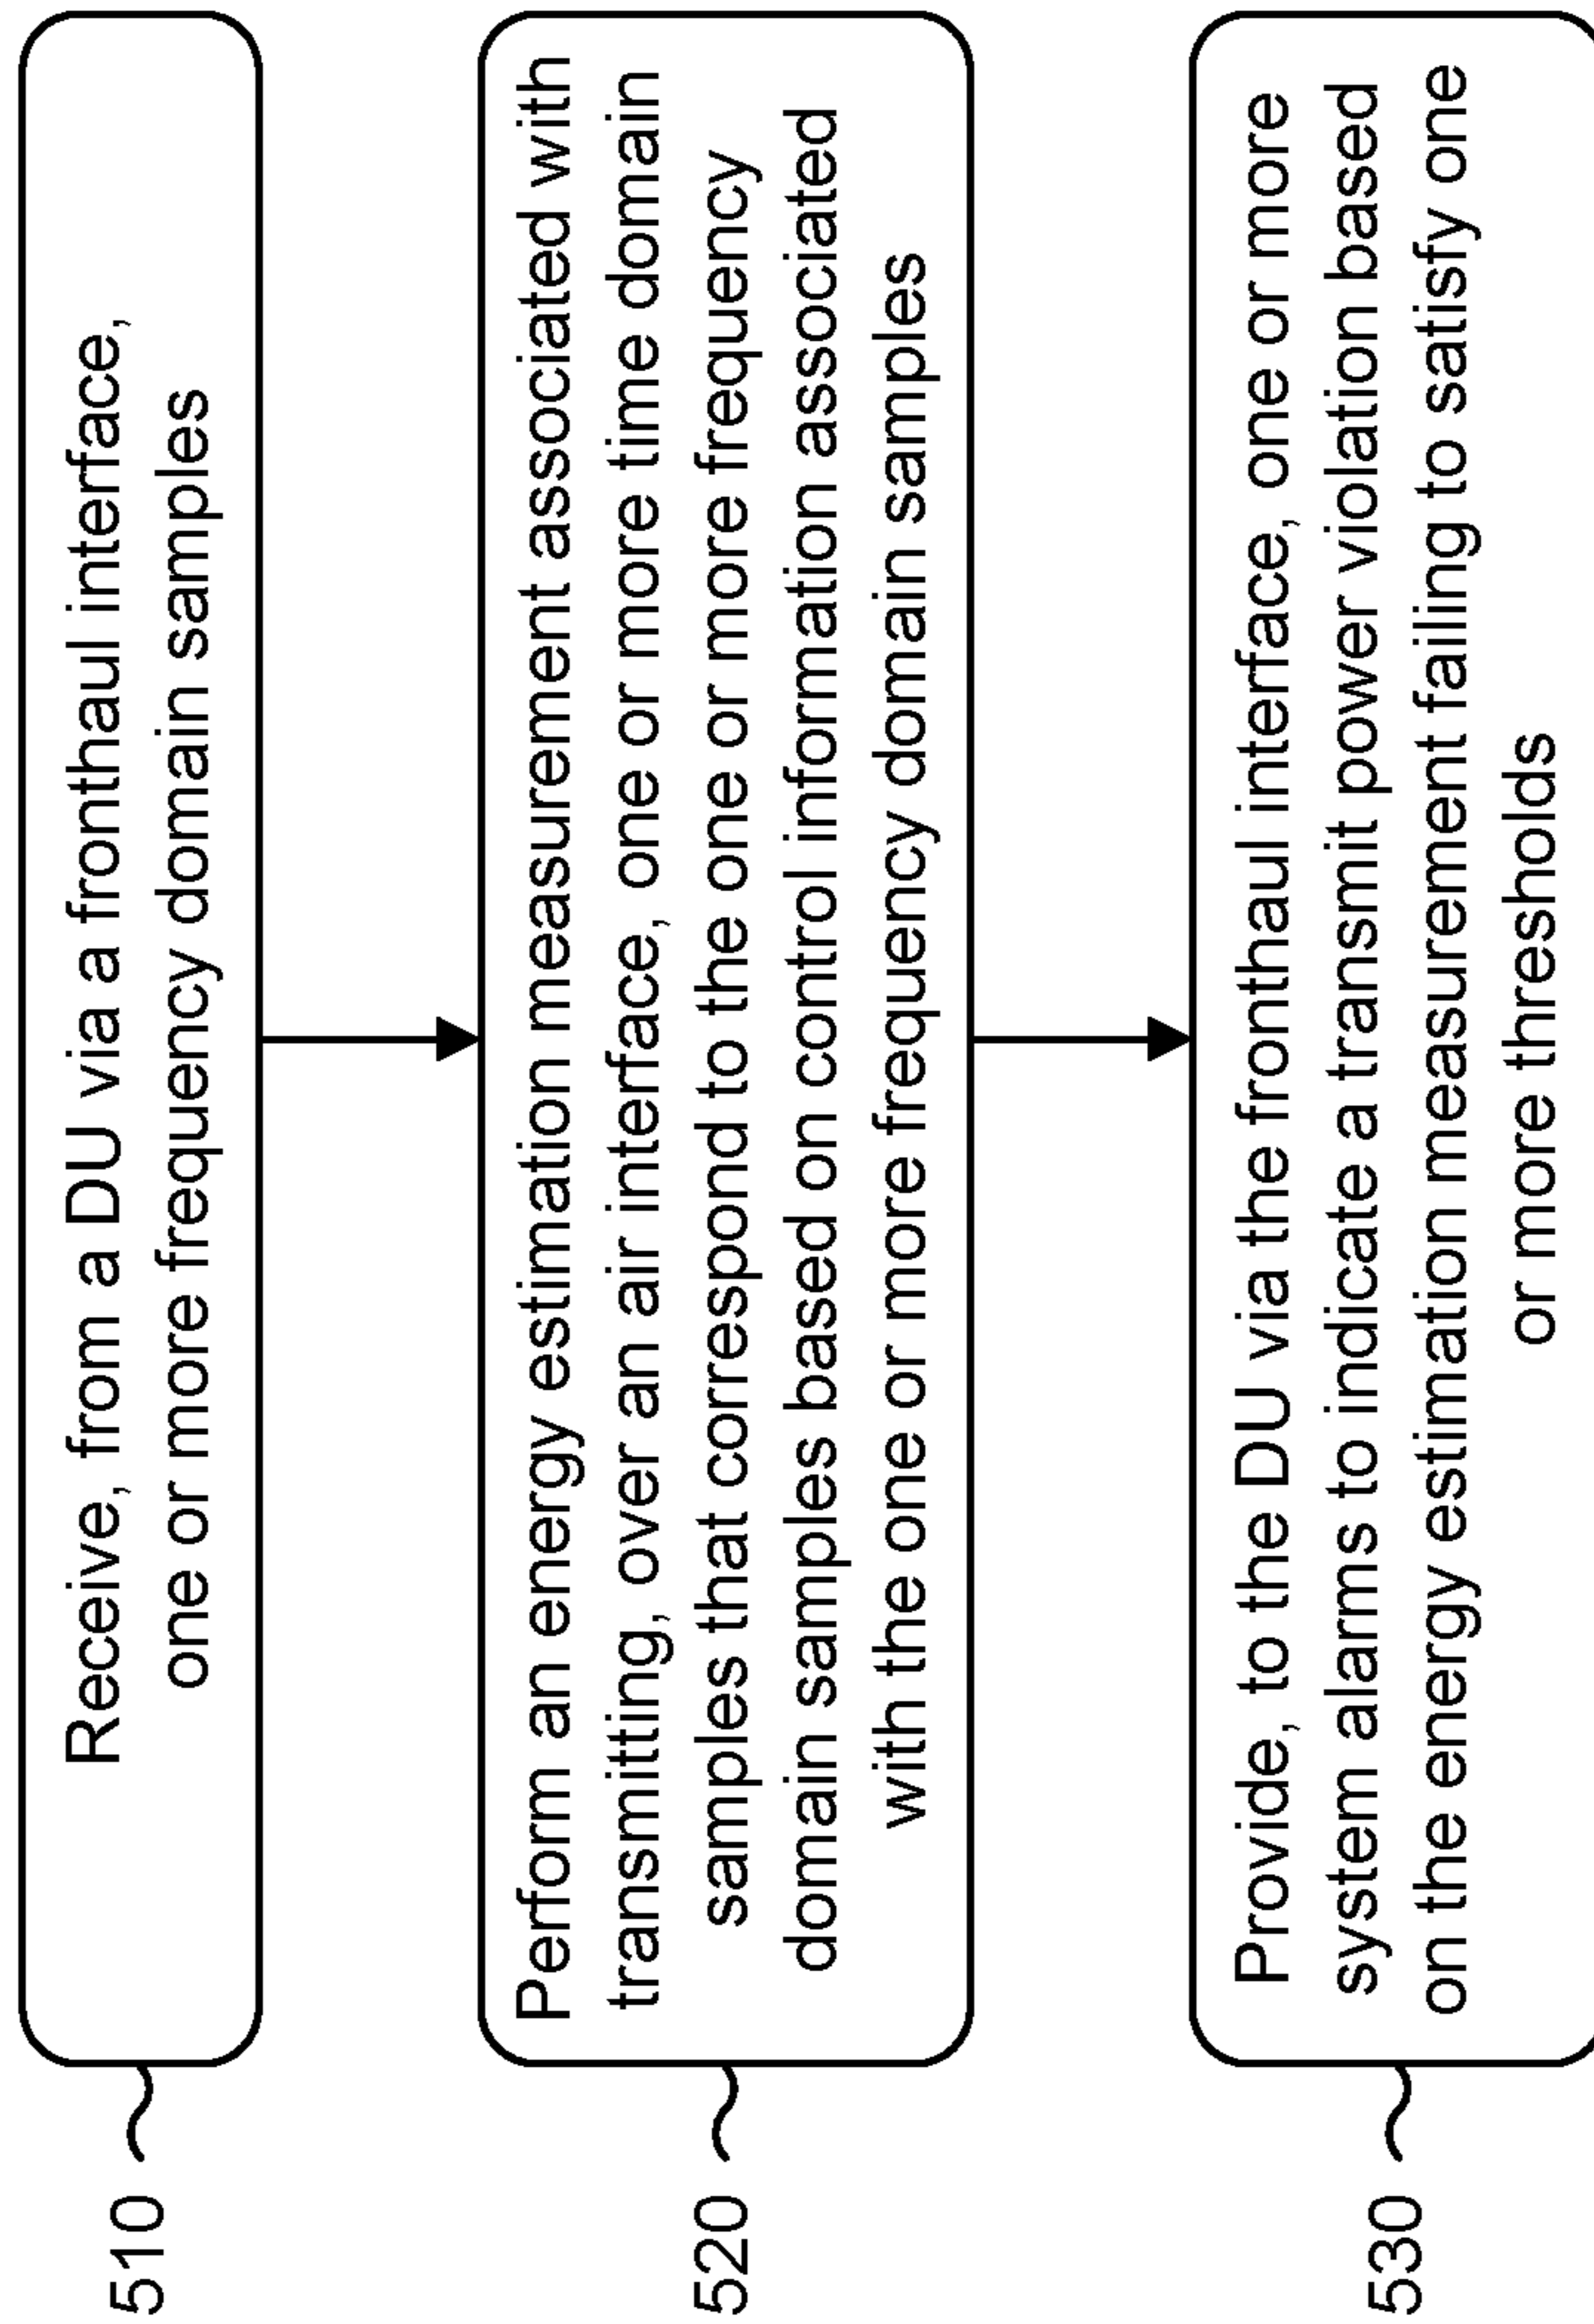 510
Receive, from a DU via a fronthaul interface,
one or more frequency domain samples
520
Perform an energy estimation measurement associated with
transmitting, over an air interface, one or more time domain
samples that correspond to the one or more frequency
domain samples based on control information associated
with the one or more frequency domain samples
530
Provide, to the DU via the fronthaul interface, one or more
system alarms to indicate a transmit power violation based
on the energy estimation measurement failing to satisfy one
or more thresholds